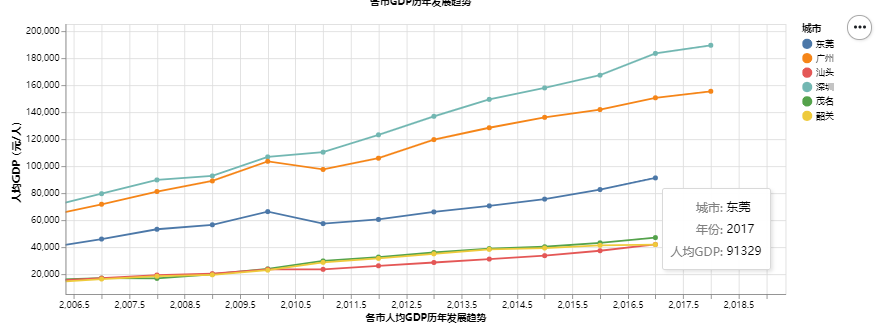 各市GDP历年发展趋势
200,000
180,000
160,000
140,000
120,000
100,000
80,000
60,000
40,000
20,000
人均GDP (元/人)
2,006.5
2,007.5
2,008.5
2,009.5
2,010.5
2,011.5
2,012.5
2,013.5
2,014.5
2,015.5
2,016.5
2,017.5
2,018.5
各市人均GDP历年发展趋势
城市
东莞
广州
汕头
深圳
茂名
韶关
城市: 东莞
年份: 2017
人均GDP: 91329